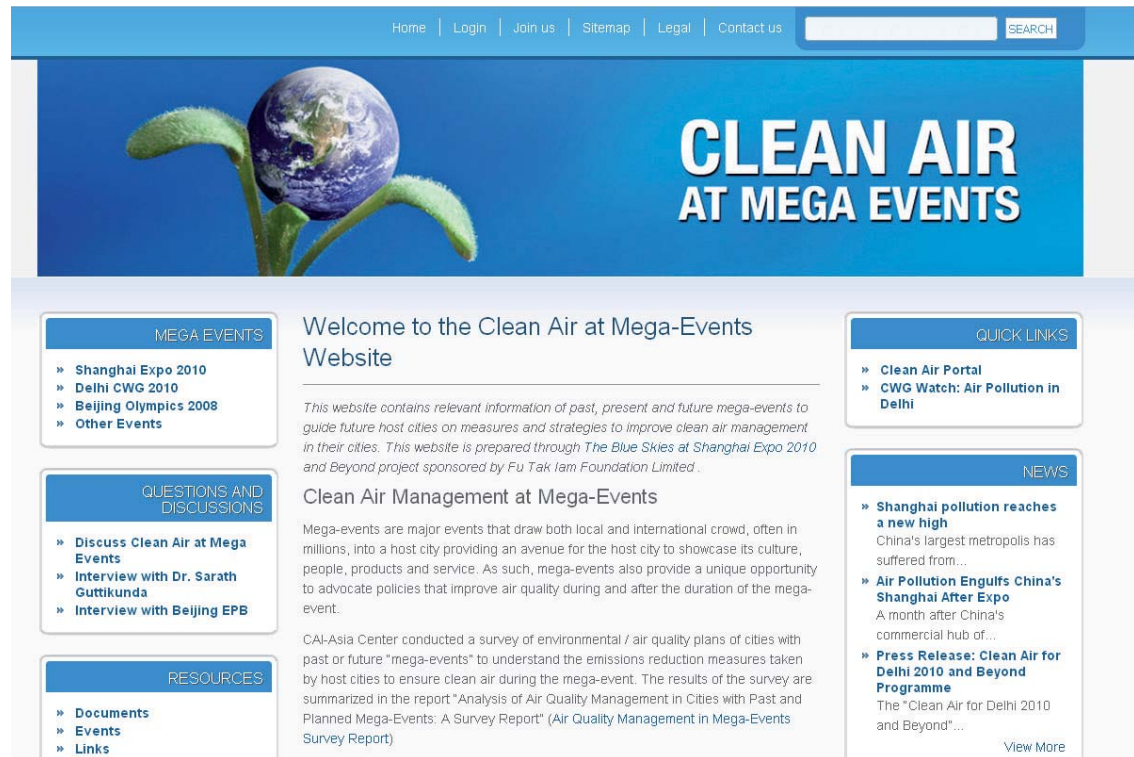 Home | Login | Join us | Sitemap | Legal | Contact us
SEARCH
CLEAN AIR
AT MEGA EVENTS
MEGA EVENTS
» Shanghai Expo 2010
» Delhi CWG 2010
» Beijing Olympics 2008
» Other Events
QUESTIONS AND
DISCUSSIONS
» Discuss Clean Air at Mega
Events
» Interview with Dr. Sarath
Guttikunda
» Interview with Beijing EPB
RESOURCES
» Documents
» Events
» Links
Welcome to the Clean Air at Mega-Events
Website
This website contains relevant information of past, present and future mega-events to
guide future host cities on measures and strategies to improve clean air management
in their cities. This website is prepared through The Blue Skies at Shanghai Expo 2010
and Beyond project sponsored by Fu Tak Iam Foundation Limited .
Clean Air Management at Mega-Events
Mega-events are major events that draw both local and international crowd, often in
millions, into a host city providing an avenue for the host city to showcase its culture,
people, products and service. As such, mega-events also provide a unique opportunity
to advocate policies that improve air quality during and after the duration of the mega-
event.
CAI-Asia Center conducted a survey of environmental / air quality plans of cities with
past or future "mega-events" to understand the emissions reduction measures taken
by host cities to ensure clean air during the mega-event. The results of the survey are
summarized in the report "Analysis of Air Quality Management in Cities with Past and
Planned Mega-Events: A Survey Report" (Air Quality Management in Mega-Events
Survey Report)
QUICK LINKS
» Clean Air Portal
» CWG Watch: Air Pollution in
Delhi
NEWS
» Shanghai pollution reaches
a new high
China's largest metropolis has
suffered from...
» Air Pollution Engulfs China's
Shanghai After Expo
A month after China's
commercial hub of...
» Press Release: Clean Air for
Delhi 2010 and Beyond
Programme
The "Clean Air for Delhi 2010
and Beyond"...
View More